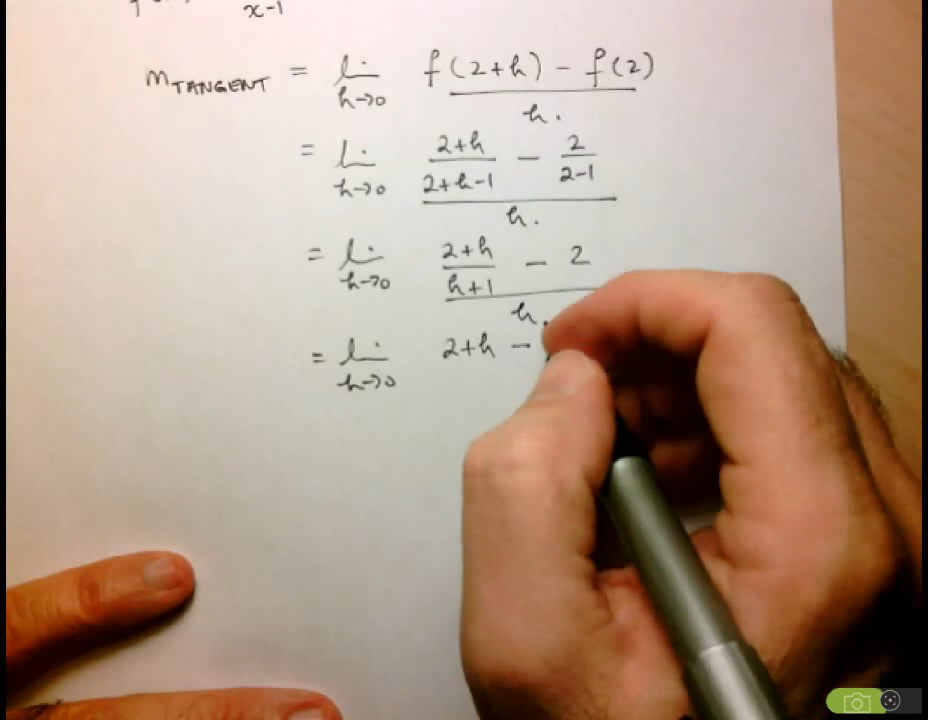 x-1
m TANGENT = lim h→0 f(2+h) - f(2) / h.
= lim h→0 2+h / 2+h-1 - 2 / 2-1 / h.
= lim h→0 2+h / h+1 - 2 / h.
= lim h→0 2+h -